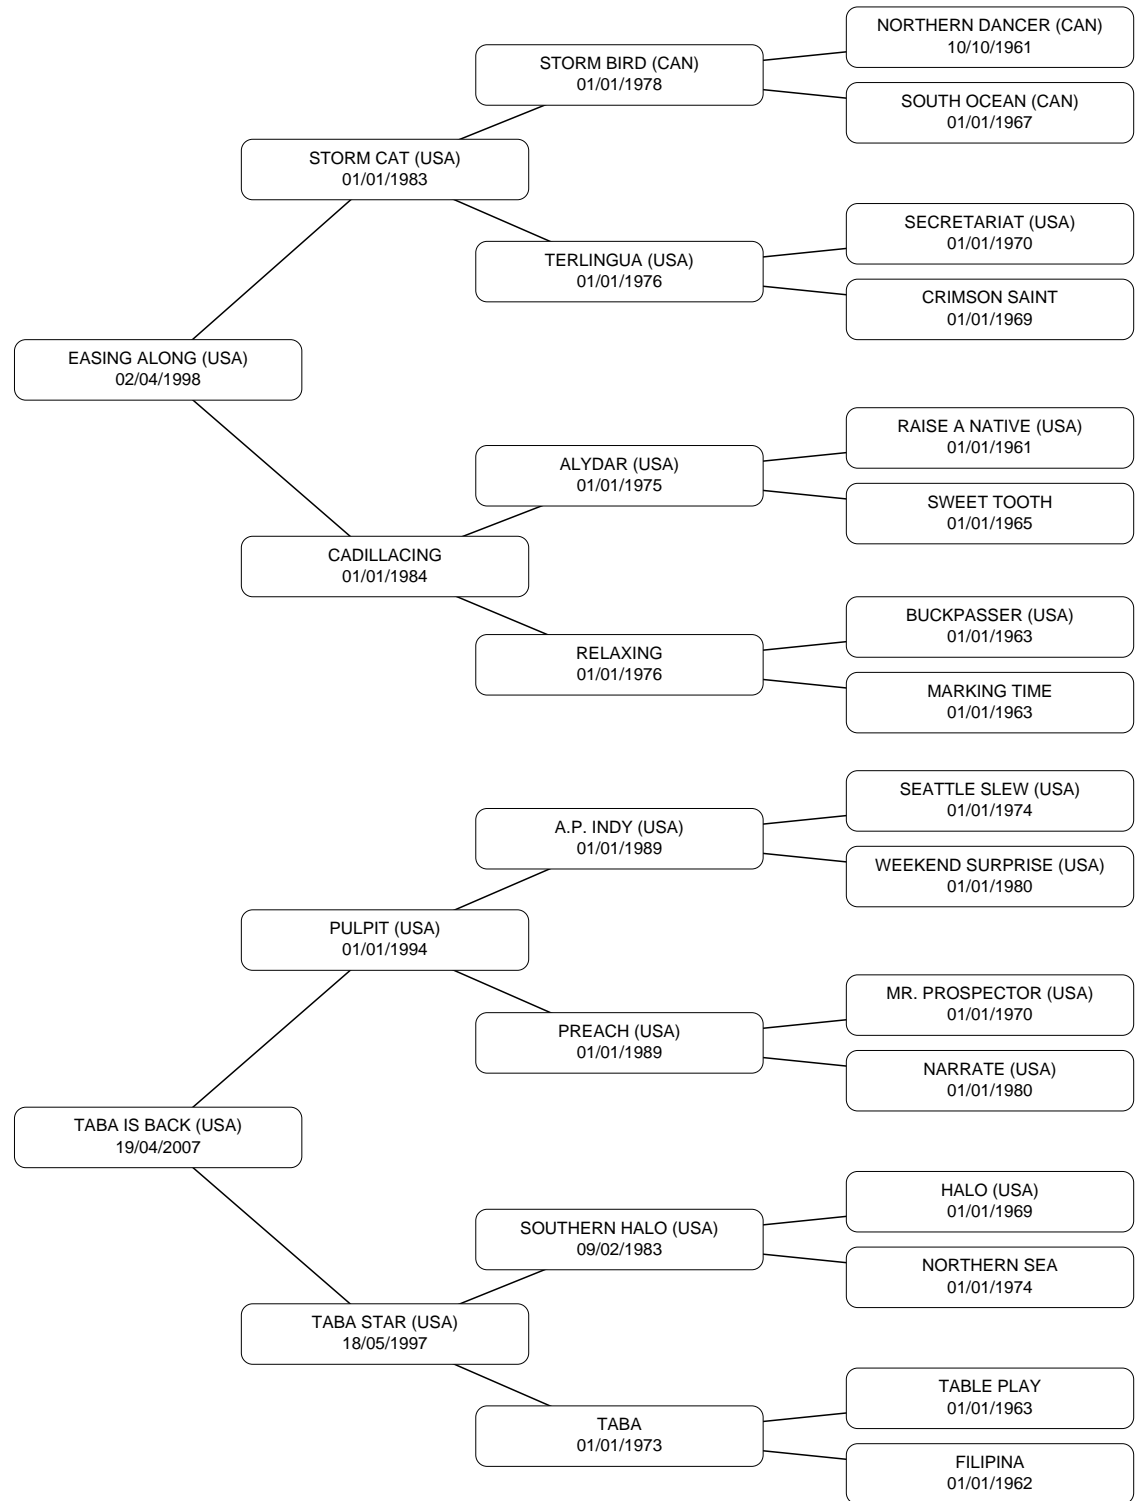 NORTHERN DANCER (CAN)
10/10/1961
STORM BIRD (CAN)
01/01/1978
SOUTH OCEAN (CAN)
01/01/1967
STORM CAT (USA)
01/01/1983
SECRETARIAT (USA)
01/01/1970
TERLINGUA (USA)
01/01/1976
CRIMSON SAINT
01/01/1969
EASING ALONG (USA)
02/04/1998
RAISE A NATIVE (USA)
01/01/1961
ALYDAR (USA)
01/01/1975
SWEET TOOTH
01/01/1965
CADILLACING
01/01/1984
BUCKPASSER (USA)
01/01/1963
RELAXING
01/01/1976
MARKING TIME
01/01/1963
SEATTLE SLEW (USA)
01/01/1974
A.P. INDY (USA)
01/01/1989
WEEKEND SURPRISE (USA)
01/01/1980
PULPIT (USA)
01/01/1994
MR. PROSPECTOR (USA)
01/01/1970
PREACH (USA)
01/01/1989
NARRATE (USA)
01/01/1980
TABA IS BACK (USA)
19/04/2007
HALO (USA)
01/01/1969
SOUTHERN HALO (USA)
09/02/1983
NORTHERN SEA
01/01/1974
TABA STAR (USA)
18/05/1997
TABLE PLAY
01/01/1963
TABA
01/01/1973
FILIPINA
01/01/1962